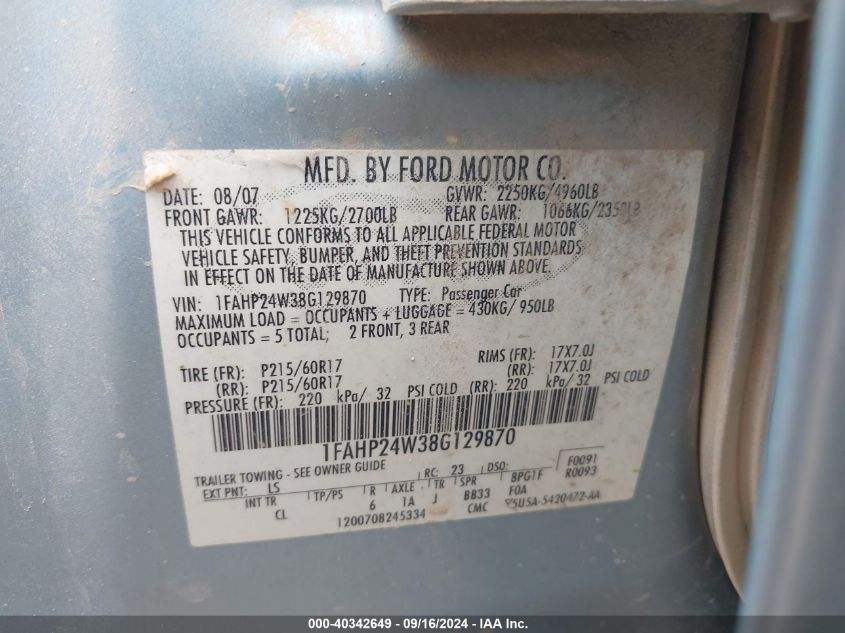 MFD. BY FORD MOTOR CO.
DATE: 08/07 GVWR: 2250KG/4960LB
FRONT GAWR: 1225KG/2700LB REAR GAWR: 1066KG/2350LB
THIS VEHICLE CONFORMS TO ALL APPLICABLE FEDERAL MOTOR
VEHICLE SAFETY, BUMPER, AND THEFT PREVENTION STANDARDS
IN EFFECT ON THE DATE OF MANUFACTURE SHOWN ABOVE.
VIN: 1FAHP24W38G129870 TYPE: Passenger Car
MAXIMUM LOAD = OCCUPANTS + LUGGAGE = 430KG/ 950LB
OCCUPANTS = 5 TOTAL; 2 FRONT, 3 REAR
TIRE (FR): P215/60R17 RIMS (FR): 17X7.0J
(RR): P215/60R17 (RR): 17X7.0J
PRESSURE (FR): 220 kPa/ 32 PSI COLD (RR): 220 kPa/ 32 PSI COLD
1FAHP24W38G129870
TRAILER TOWING - SEE OWNER GUIDE RC: 23 DSO: F0091
EXT PNT: LS R0093
INT TR TP/PS R AXLE TR SPR 8PG1F
CL 6 1A J BB33 FOA
1200708245334 CMC 5U5A-5420472-AA
000-40342649 - 09/16/2024 - IAA Inc.